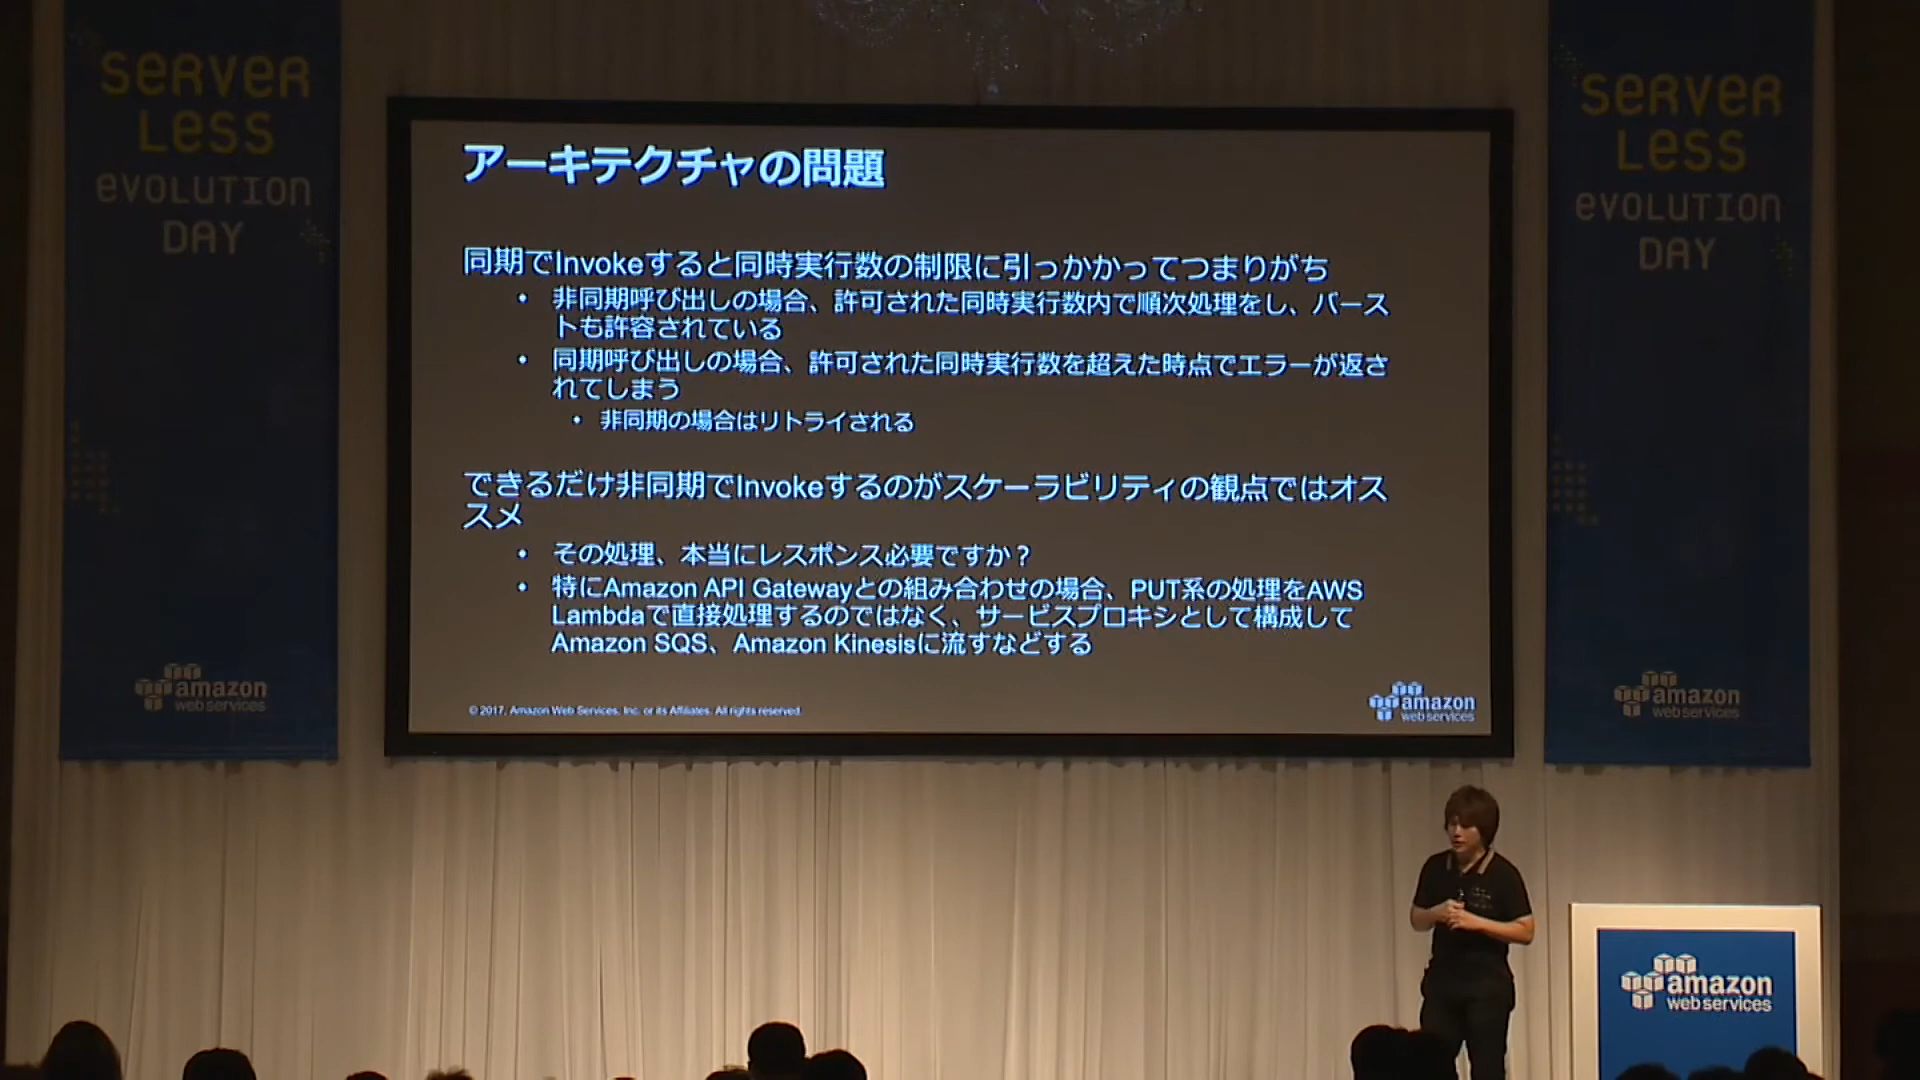 SERVER
LESS
EVOLUTION
DAY
amazon
web services
アーキテクチャの問題
同期でInvokeすると同時実行数の制限に引っかかってつまりがち
• 非同期呼び出しの場合、許可された同時実行数内で順次処理をし、バース
トも許容されている
• 同期呼び出しの場合、許可された同時実行数を超えた時点でエラーが返さ
れてしまう
• 非同期の場合はリトライされる
できるだけ非同期でInvokeするのがスケーラビリティの観点ではオス
スメ
• その処理、本当にレスポンス必要ですか？
• 特にAmazon API Gatewayとの組み合わせの場合、PUT系の処理をAWS
Lambdaで直接処理するのではなく、サービスプロキシとして構成して
Amazon SQS、Amazon Kinesisに流すなどする
© 2017, Amazon Web Services, Inc. or its Affiliates. All rights reserved.
amazon
web services
SERVER
LESS
EVOLUTION
DAY
amazon
web services
amazon
web services